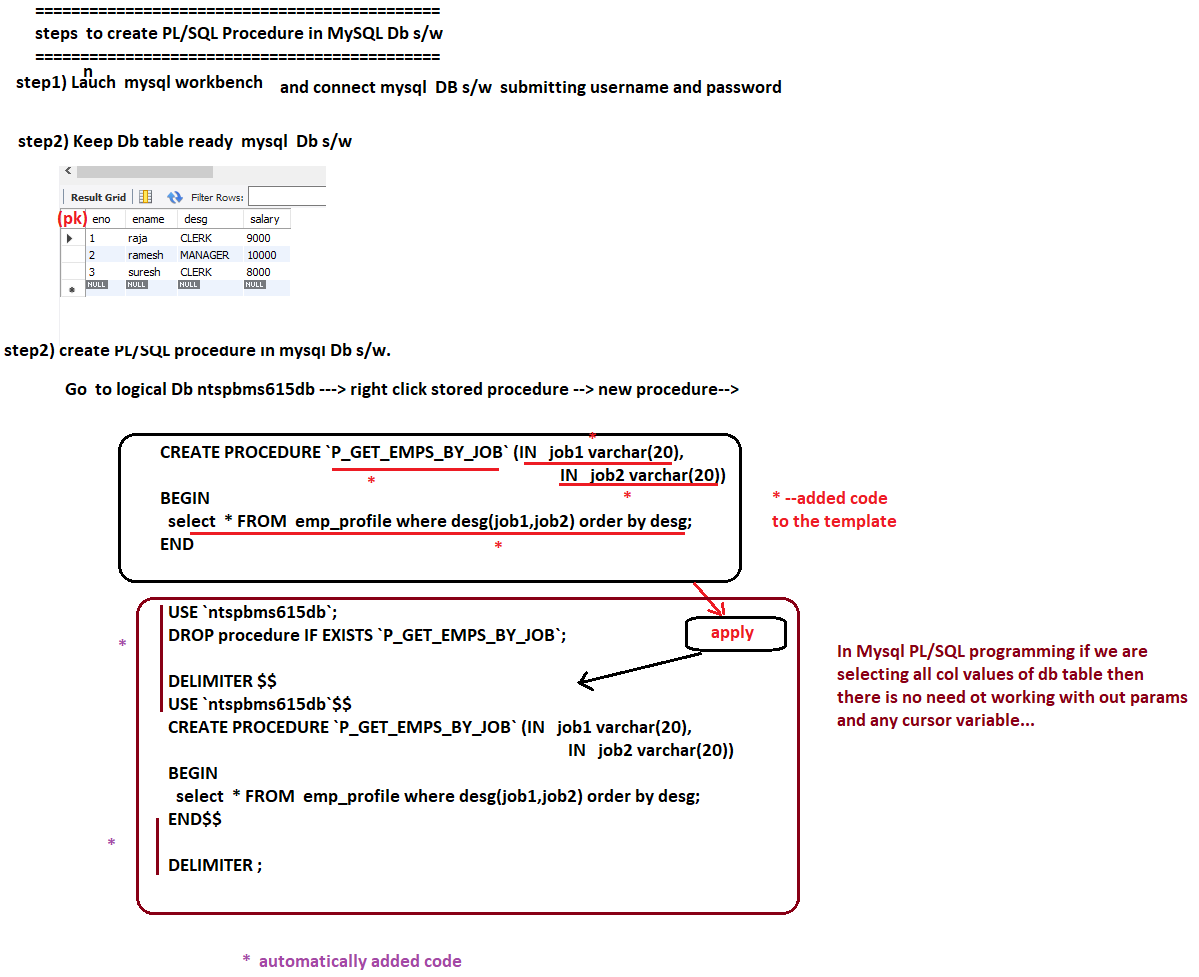 =============================================
steps  to create PL/SQL Procedure in MySQL Db s/w
=============================================
n
step1) Lauch  mysql workbench   and connect mysql  DB s/w  submitting username and password
step2) Keep Db table ready  mysql  Db s/w
<
Result Grid Filter Rows:
(pk) eno ename desg salary
1 raja CLERK 9000
2 ramesh MANAGER 10000
3 suresh CLERK 8000
NULL NULL NULL NULL
step2) create PL/SQL procedure in mysql Db s/w.
Go  to logical Db ntspbms615db ---> right click stored procedure --> new procedure-->
*
CREATE PROCEDURE `P_GET_EMPS_BY_JOB` (IN   job1 varchar(20),
IN   job2 varchar(20))
* *
BEGIN
select  * FROM  emp_profile where desg(job1,job2) order by desg;
END
*
* --added code
to the template
USE `ntspbms615db`;
DROP procedure IF EXISTS `P_GET_EMPS_BY_JOB`;
apply
*
DELIMITER $$
USE `ntspbms615db`$$
CREATE PROCEDURE `P_GET_EMPS_BY_JOB` (IN   job1 varchar(20),
IN   job2 varchar(20))
BEGIN
select  * FROM  emp_profile where desg(job1,job2) order by desg;
END$$
*
DELIMITER ;
In Mysql PL/SQL programming if we are
selecting all col values of db table then
there is no need ot working with out params
and any cursor variable...
*  automatically added code